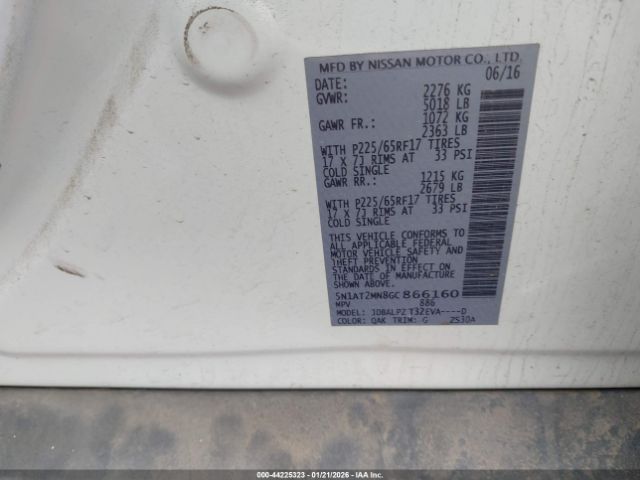 MFD BY NISSAN MOTOR CO., LTD.
DATE: 06/16
GVWR: 2276 KG
5018 LB
GAWR FR.: 1072 KG
2363 LB
WITH P225/65RF17 TIRES
17 X 7J RIMS AT 33 PSI
COLD SINGLE
GAWR RR.: 1215 KG
2679 LB
WITH P225/65RF17 TIRES
17 X 7J RIMS AT 33 PSI
COLD SINGLE
THIS VEHICLE CONFORMS TO
ALL APPLICABLE FEDERAL
MOTOR VEHICLE SAFETY AND
THEFT PREVENTION
STANDARDS IN EFFECT ON
THE DATE OF MANUFACTURE
SHOWN ABOVE.
5N1AT2MN8GC866160
MPV 886
MODEL: JDBALPZ T32EVA----D
COLOR: QAK TRIM: G 2S30A
000-44225323 | 01/21/2026 - IAA Inc.